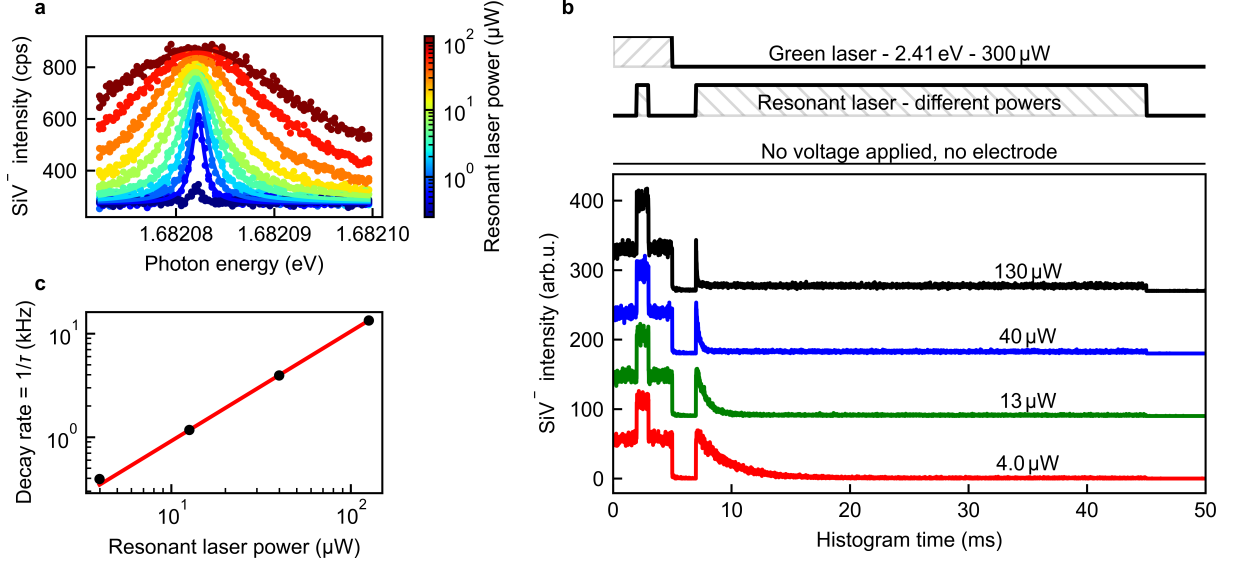 a
SiV⁻ intensity (cps)
800
600
400
1.68208
1.68209
1.68210
Photon energy (eV)
10²
10¹
10⁰
Resonant laser power (µW)
b
Green laser - 2.41 eV - 300 µW
Resonant laser - different powers
No voltage applied, no electrode
SiV⁻ intensity (arb.u.)
400
300
200
100
0
130 µW
40 µW
13 µW
4.0 µW
0
10
20
30
40
50
Histogram time (ms)
c
Decay rate = 1/τ (kHz)
10¹
10⁰
10¹
10²
Resonant laser power (µW)